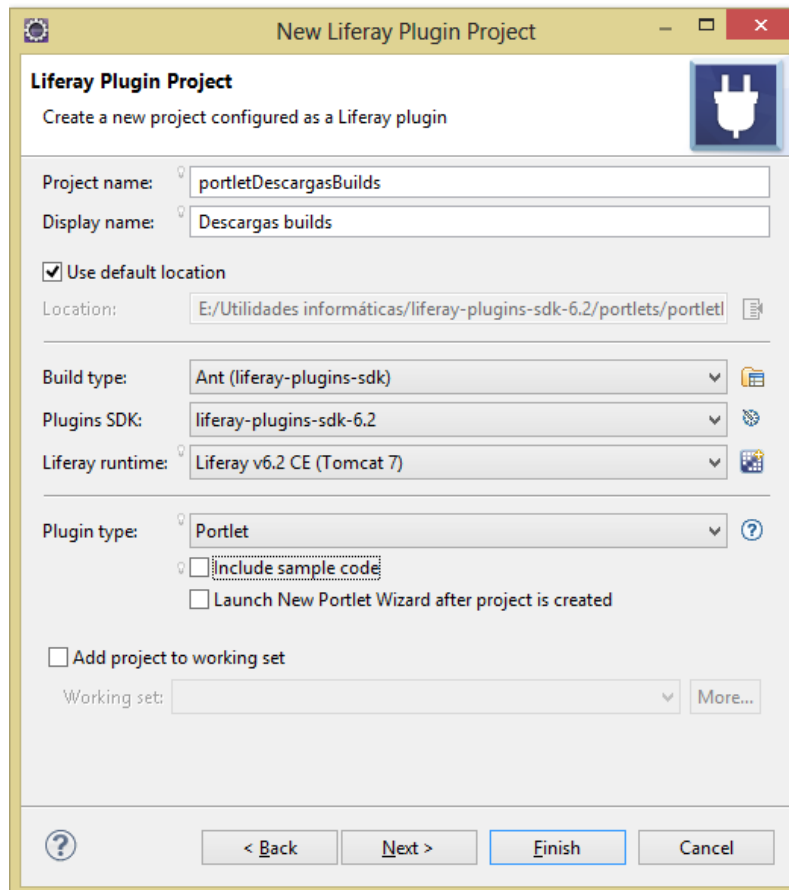 New Liferay Plugin Project
Liferay Plugin Project
Create a new project configured as a Liferay plugin
Project name: portletDescargasBuilds
Display name: Descargas builds
Use default location
Location: E:/Utilidades informáticas/liferay-plugins-sdk-6.2/portlets/portletl
Build type: Ant (liferay-plugins-sdk)
Plugins SDK: liferay-plugins-sdk-6.2
Liferay runtime: Liferay v6.2 CE (Tomcat 7)
Plugin type: Portlet
Include sample code
Launch New Portlet Wizard after project is created
Add project to working set
Working set: More...
< Back Next > Finish Cancel